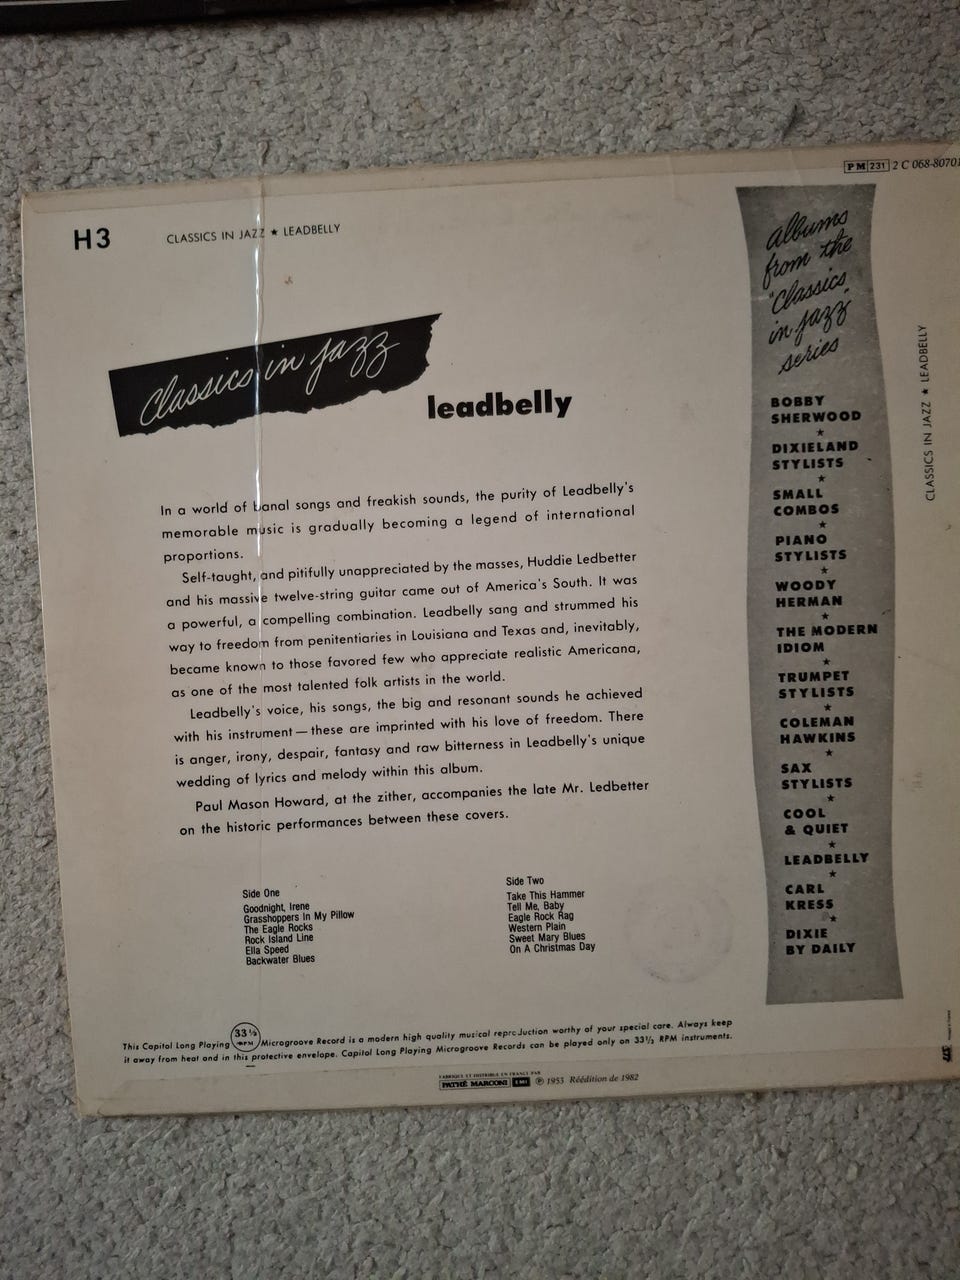 PM 231 2 C 068-80701
H3
CLASSICS IN JAZZ ★ LEADBELLY
classics in jazz
leadbelly
In a world of banal songs and freakish sounds, the purity of Leadbelly's
memorable music is gradually becoming a legend of international
proportions.
Self-taught, and pitifully unappreciated by the masses, Huddie Ledbetter
and his massive twelve-string guitar came out of America's South. It was
a powerful, a compelling combination. Leadbelly sang and strummed his
way to freedom from penitentiaries in Louisiana and Texas and, inevitably,
became known to those favored few who appreciate realistic Americana,
as one of the most talented folk artists in the world.
Leadbelly's voice, his songs, the big and resonant sounds he achieved
with his instrument — these are imprinted with his love of freedom. There
is anger, irony, despair, fantasy and raw bitterness in Leadbelly's unique
wedding of lyrics and melody within this album.
Paul Mason Howard, at the zither, accompanies the late Mr. Ledbetter
on the historic performances between these covers.
Side One
Goodnight, Irene
Grasshoppers In My Pillow
The Eagle Rocks
Rock Island Line
Ella Speed
Backwater Blues
Side Two
Take This Hammer
Tell Me, Baby
Eagle Rock Rag
Western Plain
Sweet Mary Blues
On A Christmas Day
albums
from the
"Classics
in jazz"
series
BOBBY
SHERWOOD
★
DIXIELAND
STYLISTS
★
SMALL
COMBOS
★
PIANO
STYLISTS
★
WOODY
HERMAN
★
THE MODERN
IDIOM
★
TRUMPET
STYLISTS
★
COLEMAN
HAWKINS
★
SAX
STYLISTS
★
COOL
& QUIET
★
LEADBELLY
★
CARL
KRESS
★
DIXIE
BY DAILY
CLASSICS IN JAZZ ★ LEADBELLY
This Capitol Long Playing 33⅓ RPM Microgroove Record is a modern high quality musical reproduction worthy of your special care. Always keep
it away from heat and in this protective envelope. Capitol Long Playing Microgroove Records can be played only on 33⅓ RPM instruments.
FABRIQUÉ ET DISTRIBUÉ EN FRANCE PAR
PATHÉ MARCONI EMI ℗ 1953 Réédition de 1982